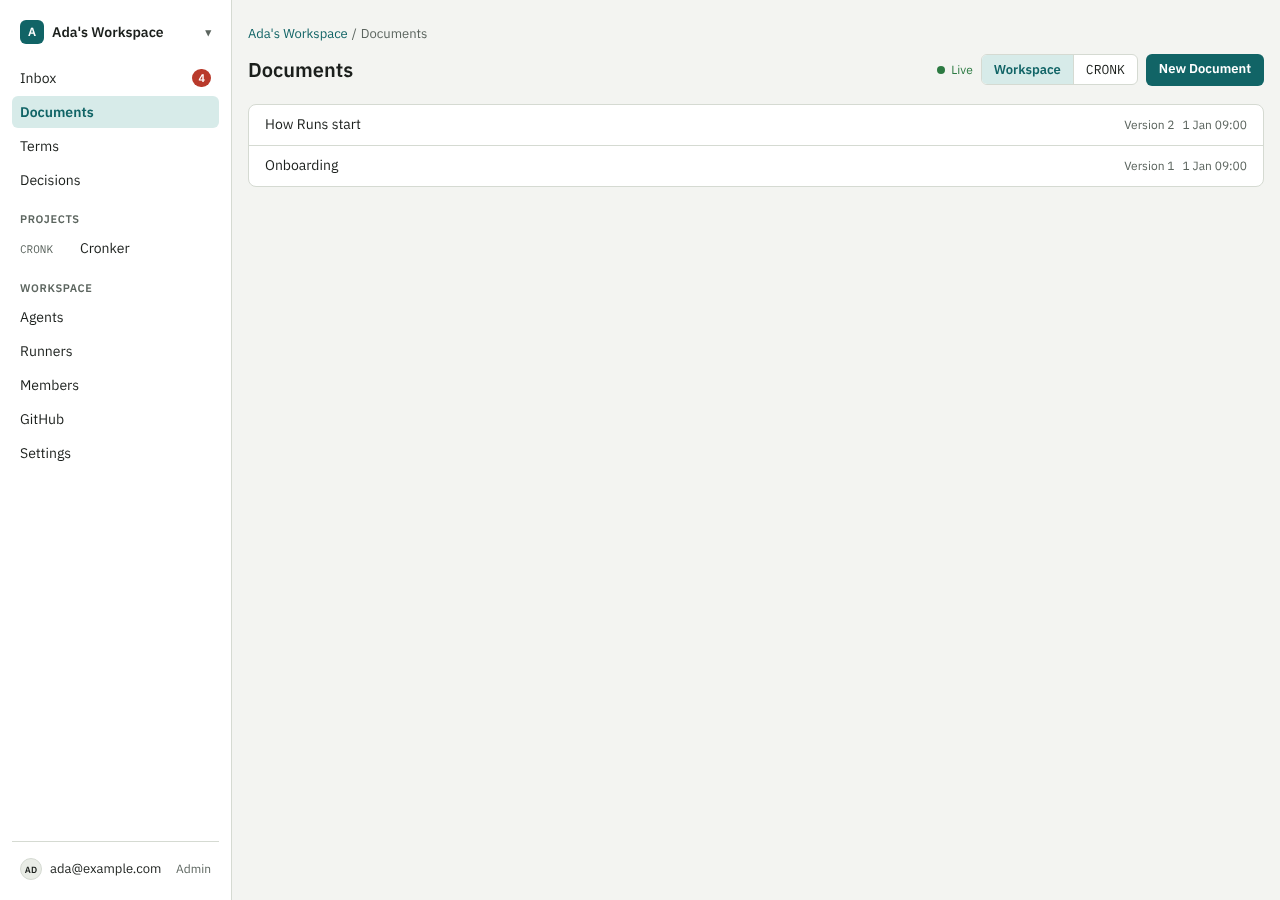 A Ada's Workspace ▾
Inbox 4
Documents
Terms
Decisions
PROJECTS
CRONK Cronker
WORKSPACE
Agents
Runners
Members
GitHub
Settings
AD ada@example.com Admin
Ada's Workspace / Documents
Documents
Live Workspace CRONK New Document
How Runs start Version 2 1 Jan 09:00
Onboarding Version 1 1 Jan 09:00